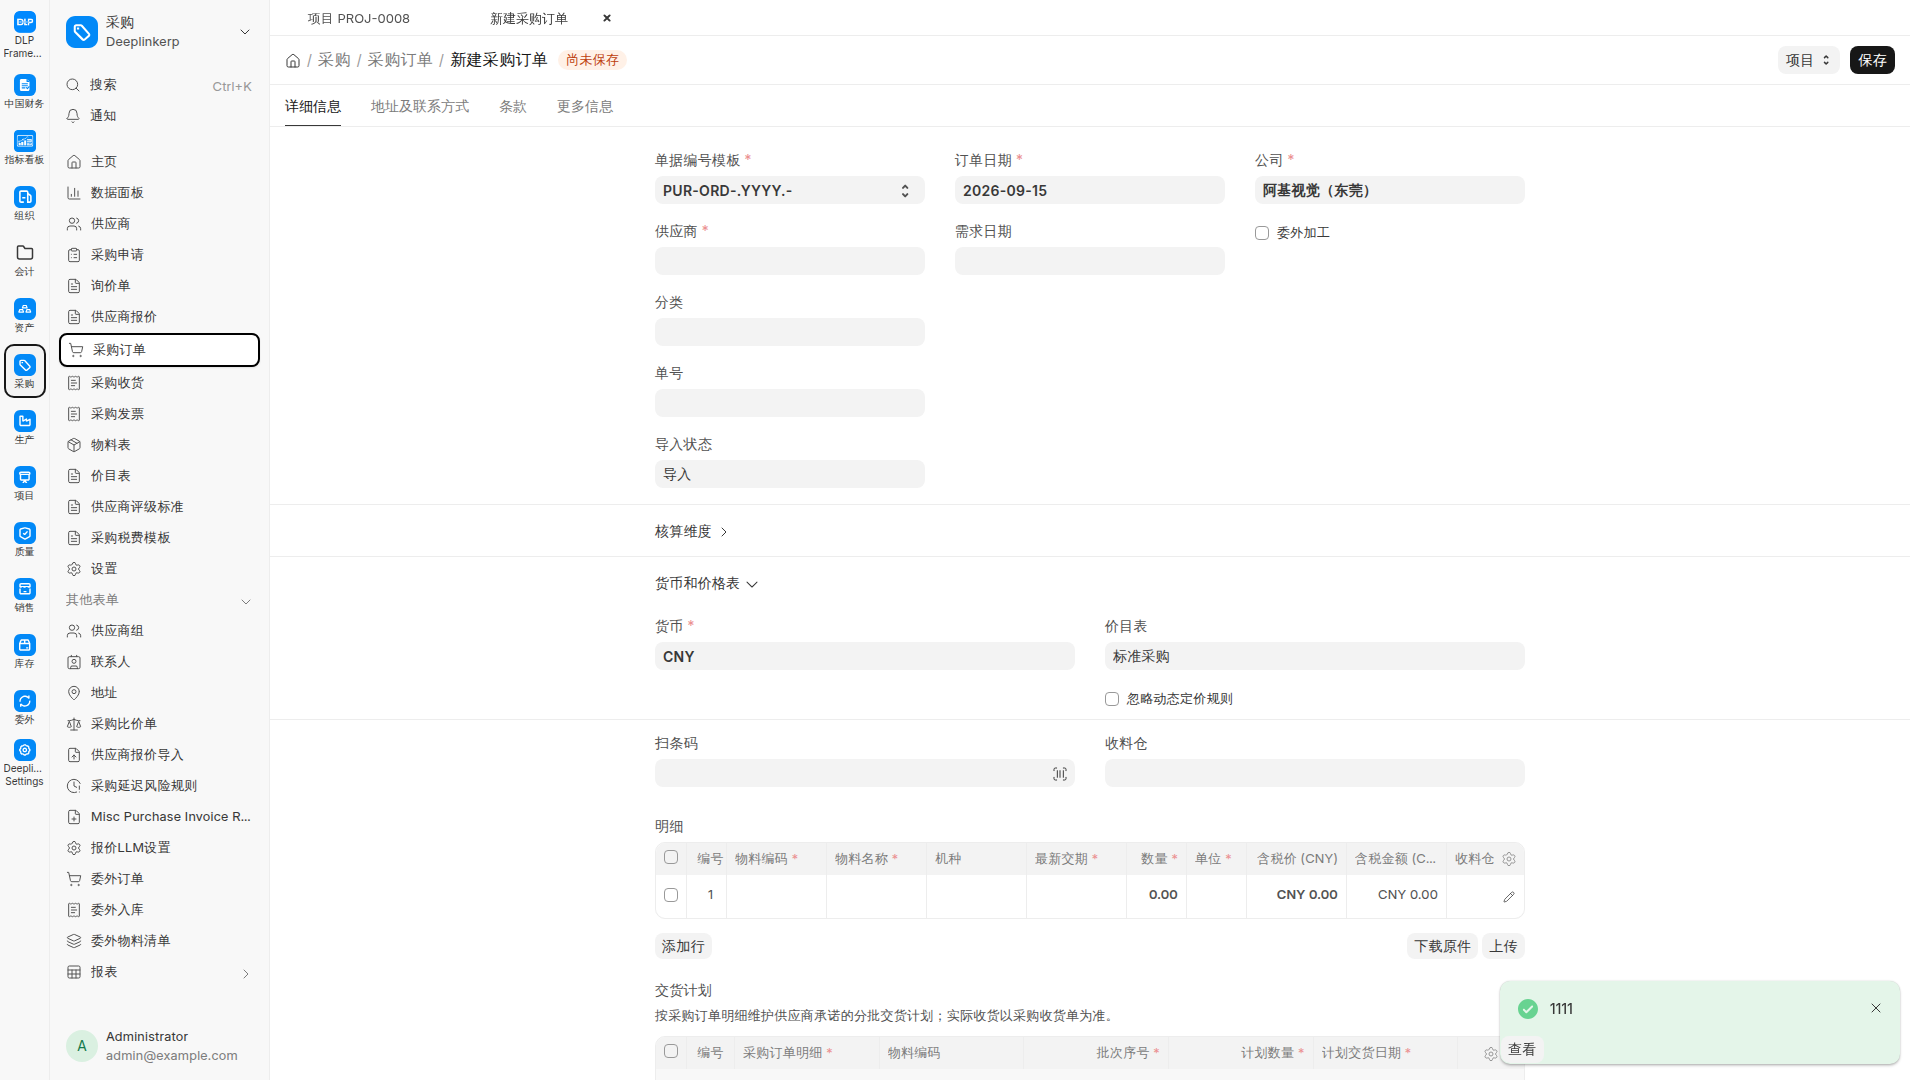 DLP
DLP
Frame...
中国财务
指标看板
组织
会计
资产
采购
生产
项目
质量
销售
库存
委外
Deepli...
Settings
采购
Deeplinkerp
搜索 Ctrl+K
通知
主页
数据面板
供应商
采购申请
询价单
供应商报价
采购订单
采购收货
采购发票
物料表
价目表
供应商评级标准
采购税费模板
设置
其他表单
供应商组
联系人
地址
采购比价单
供应商报价导入
采购延迟风险规则
Misc Purchase Invoice R...
报价LLM设置
委外订单
委外入库
委外物料清单
报表
A
Administrator
admin@example.com
项目 PROJ-0008 新建采购订单 ×
/ 采购 / 采购订单 / 新建采购订单 尚未保存 项目 保存
详细信息 地址及联系方式 条款 更多信息
单据编号模板 * 订单日期 * 公司 *
PUR-ORD-.YYYY.- 2026-09-15 阿基视觉（东莞）
供应商 * 需求日期 委外加工
分类
单号
导入状态
导入
核算维度
货币和价格表
货币 * 价目表
CNY 标准采购
忽略动态定价规则
扫条码 收料仓
明细
编号 物料编码 * 物料名称 * 机种 最新交期 * 数量 * 单位 * 含税价 (CNY) 含税金额 (C... 收料仓
1 0.00 CNY 0.00 CNY 0.00
添加行 下载原件 上传
交货计划
按采购订单明细维护供应商承诺的分批交货计划；实际收货以采购收货单为准。
编号 采购订单明细 * 物料编码 批次序号 * 计划数量 * 计划交货日期 *
1111
查看